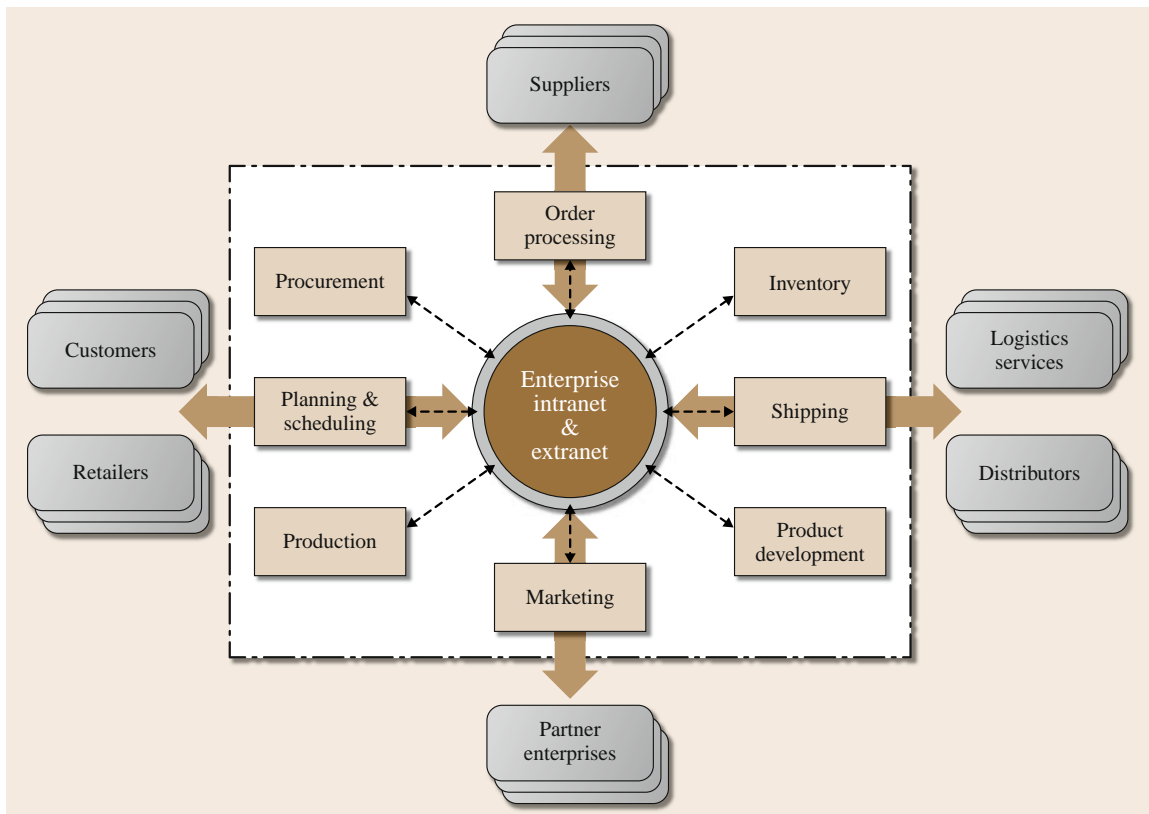 Suppliers
Order
processing
Procurement
Inventory
Customers
Logistics
services
Enterprise
intranet
&
extranet
Planning &
scheduling
Shipping
Retailers
Distributors
Production
Product
development
Marketing
Partner
enterprises